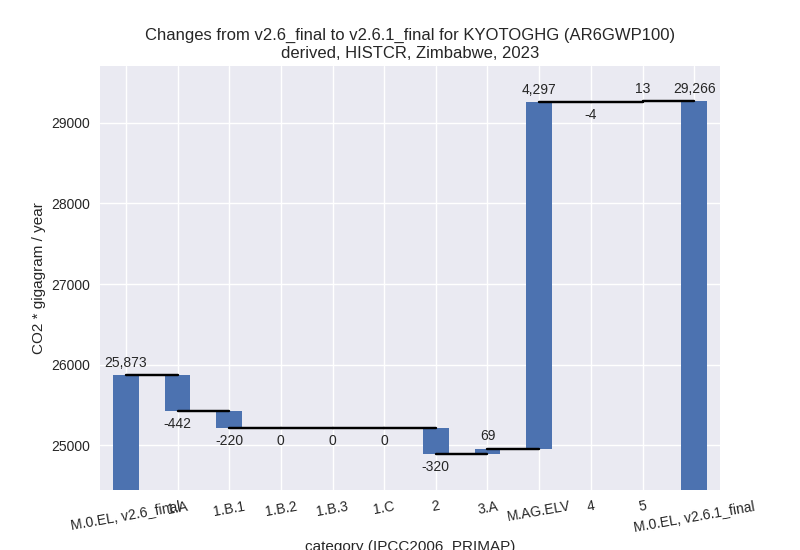 Changes from v2.6_final to v2.6.1_final for KYOTOGHG (AR6GWP100)
derived, HISTCR, Zimbabwe, 2023
CO2 * gigagram / year
29000
28000
27000
26000
25000
25,873
-442
-220
0
0
0
-320
69
4,297
-4
13
29,266
M.0.EL, v2.6_final
1.A
1.B.1
1.B.2
1.B.3
1.C
2
3.A
M.AG.ELV
4
5
M.0.EL, v2.6.1_final
category (IPCC2006_PRIMAP)